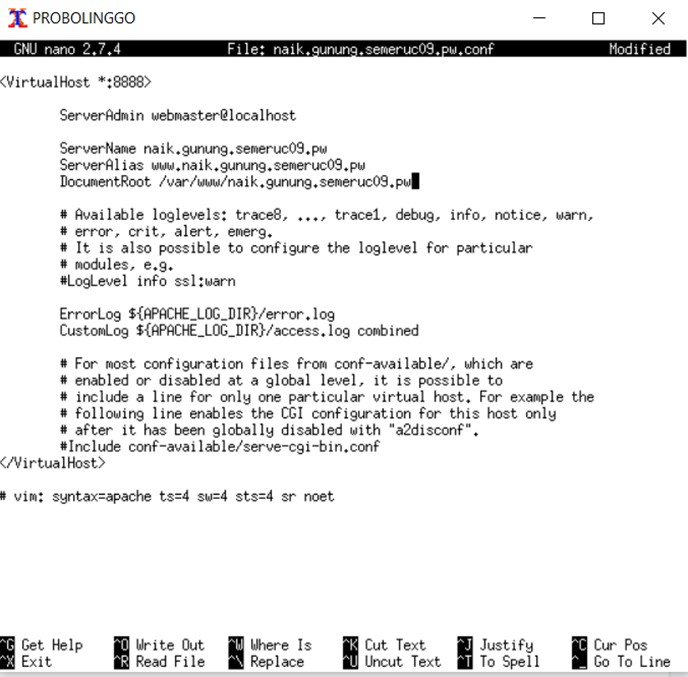 PROBOLINGGO
GNU nano 2.7.4 File: naik.gunung.semeruc09.pw.conf Modified
<VirtualHost *:8888>
ServerAdmin webmaster@localhost
ServerName naik.gunung.semeruc09.pw
ServerAlias www.naik.gunung.semeruc09.pw
DocumentRoot /var/www/naik.gunung.semeruc09.pw
# Available loglevels: trace8, ..., trace1, debug, info, notice, warn,
# error, crit, alert, emerg.
# It is also possible to configure the loglevel for particular
# modules, e.g.
#LogLevel info ssl:warn
ErrorLog ${APACHE_LOG_DIR}/error.log
CustomLog ${APACHE_LOG_DIR}/access.log combined
# For most configuration files from conf-available/, which are
# enabled or disabled at a global level, it is possible to
# include a line for only one particular virtual host. For example the
# following line enables the CGI configuration for this host only
# after it has been globally disabled with "a2disconf".
#Include conf-available/serve-cgi-bin.conf
</VirtualHost>
# vim: syntax=apache ts=4 sw=4 sts=4 sr noet
^G Get Help ^O Write Out ^W Where Is ^K Cut Text ^J Justify ^C Cur Pos
^X Exit ^R Read File ^\ Replace ^U Uncut Text ^T To Spell ^_ Go To Line